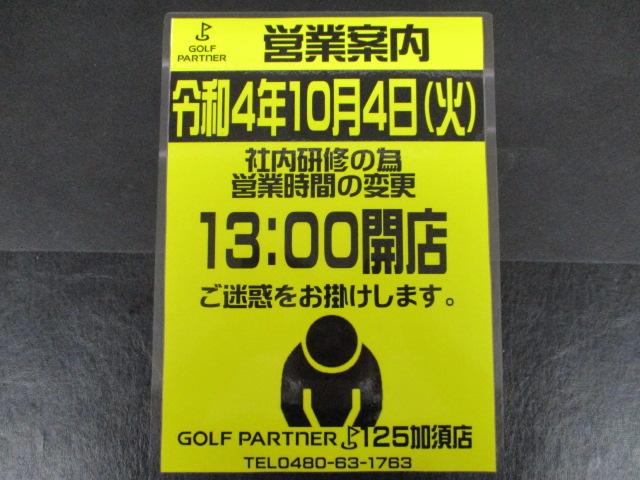 GOLF
PARTNER
営業案内
令和4年10月4日(火)
社内研修の為
営業時間の変更
13:00開店
ご迷惑をお掛けします。
GOLF PARTNER 125加須店
TEL0480-63-1763